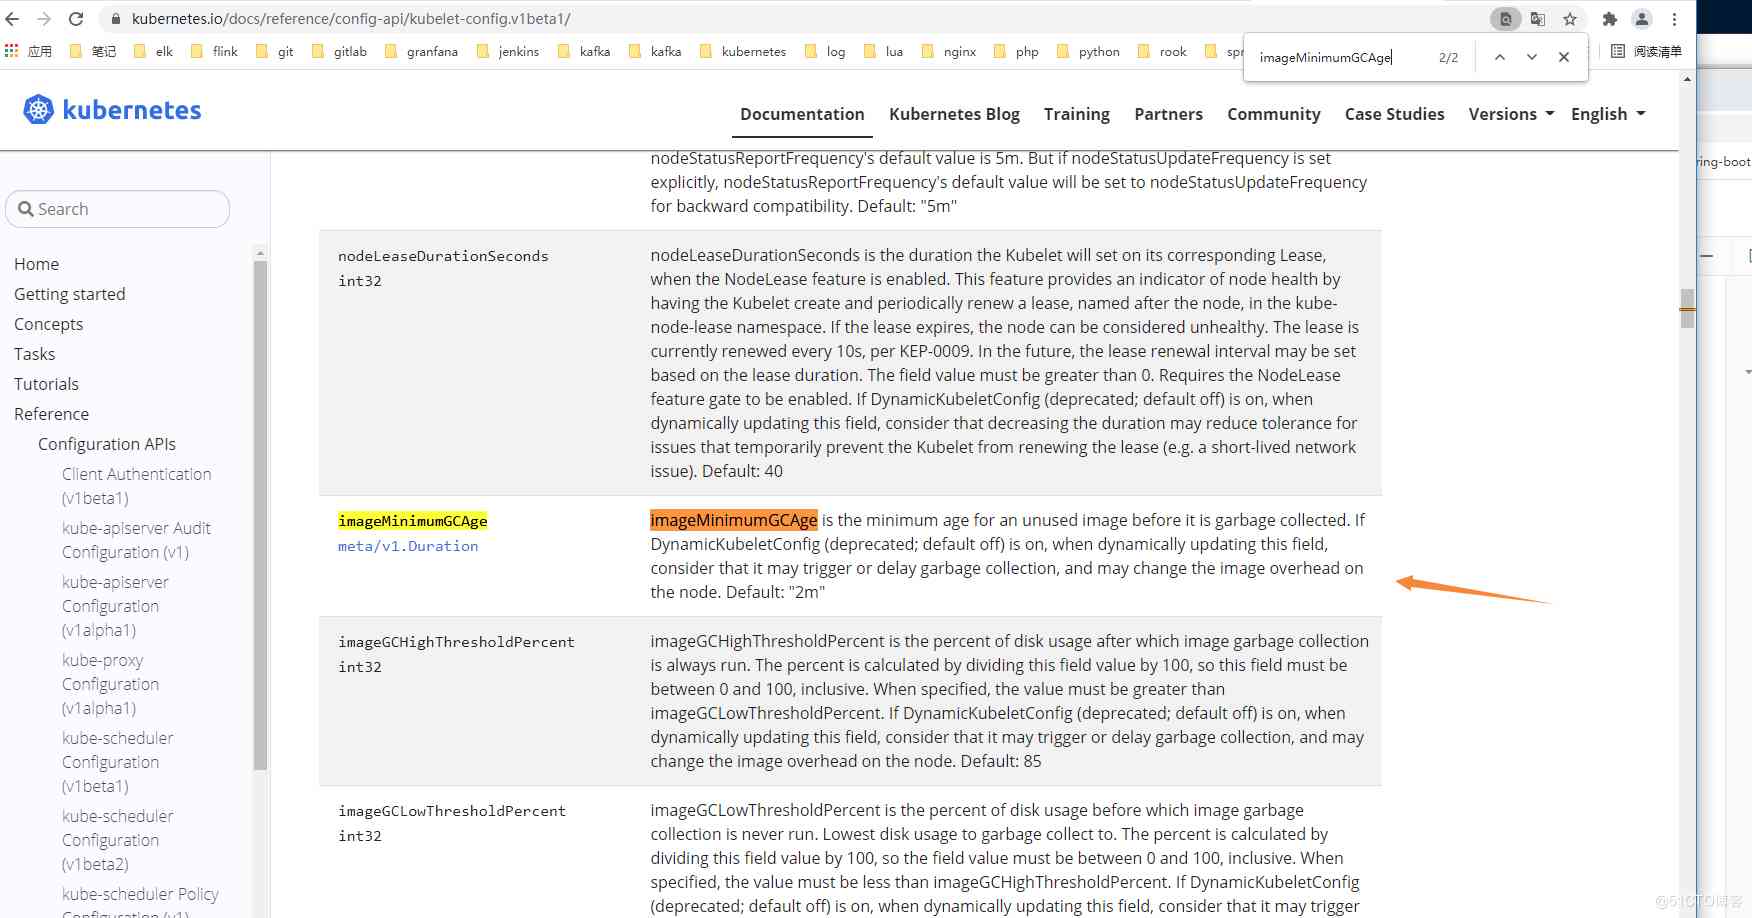 kubernetes.io/docs/reference/config-api/kubelet-config.v1beta1/
应用 笔记 elk flink git gitlab granfana jenkins kafka kafka kubernetes log lua nginx php python rook spr 阅读清单
imageMinimumGCAge 2/2
kubernetes
Documentation Kubernetes Blog Training Partners Community Case Studies Versions English
ring-boot
Search
Home
Getting started
Concepts
Tasks
Tutorials
Reference
Configuration APIs
Client Authentication
(v1beta1)
kube-apiserver Audit
Configuration (v1)
kube-apiserver
Configuration
(v1alpha1)
kube-proxy
Configuration
(v1alpha1)
kube-scheduler
Configuration
(v1beta1)
kube-scheduler
Configuration
(v1beta2)
kube-scheduler Policy
Configuration (v1)
nodeStatusReportFrequency's default value is 5m. But if nodeStatusUpdateFrequency is set
explicitly, nodeStatusReportFrequency's default value will be set to nodeStatusUpdateFrequency
for backward compatibility. Default: "5m"
nodeLeaseDurationSeconds
int32
nodeLeaseDurationSeconds is the duration the Kubelet will set on its corresponding Lease,
when the NodeLease feature is enabled. This feature provides an indicator of node health by
having the Kubelet create and periodically renew a lease, named after the node, in the kube-
node-lease namespace. If the lease expires, the node can be considered unhealthy. The lease is
currently renewed every 10s, per KEP-0009. In the future, the lease renewal interval may be set
based on the lease duration. The field value must be greater than 0. Requires the NodeLease
feature gate to be enabled. If DynamicKubeletConfig (deprecated; default off) is on, when
dynamically updating this field, consider that decreasing the duration may reduce tolerance for
issues that temporarily prevent the Kubelet from renewing the lease (e.g. a short-lived network
issue). Default: 40
imageMinimumGCAge
meta/v1.Duration
imageMinimumGCAge is the minimum age for an unused image before it is garbage collected. If
DynamicKubeletConfig (deprecated; default off) is on, when dynamically updating this field,
consider that it may trigger or delay garbage collection, and may change the image overhead on
the node. Default: "2m"
imageGCHighThresholdPercent
int32
imageGCHighThresholdPercent is the percent of disk usage after which image garbage collection
is always run. The percent is calculated by dividing this field value by 100, so this field must be
between 0 and 100, inclusive. When specified, the value must be greater than
imageGCLowThresholdPercent. If DynamicKubeletConfig (deprecated; default off) is on, when
dynamically updating this field, consider that it may trigger or delay garbage collection, and may
change the image overhead on the node. Default: 85
imageGCLowThresholdPercent
int32
imageGCLowThresholdPercent is the percent of disk usage before which image garbage
collection is never run. Lowest disk usage to garbage collect to. The percent is calculated by
dividing this field value by 100, so the field value must be between 0 and 100, inclusive. When
specified, the value must be less than imageGCHighThresholdPercent. If DynamicKubeletConfig
(deprecated; default off) is on, when dynamically updating this field, consider that it may trigger
@51CTO博客